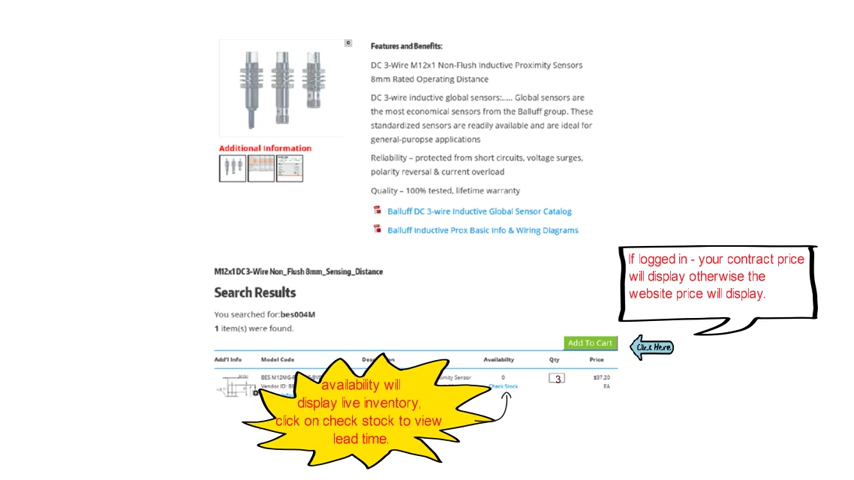 Features and Benefits:
DC 3-Wire M12x1 Non-Flush Inductive Proximity Sensors
8mm Rated Operating Distance
DC 3-wire inductive global sensors:..... Global sensors are
the most economical sensors from the Balluff group. These
standardized sensors are readily available and are ideal for
general-puropse applications
Reliability – protected from short circuits, voltage surges,
polarity reversal & current overload
Quality – 100% tested, lifetime warranty
Balluff DC 3-wire Inductive Global Sensor Catalog
Balluff Inductive Prox Basic Info & Wiring Diagrams
Additional Information
If logged in - your contract price
will display otherwise the
website price will display.
M12x1 DC 3-Wire Non_Flush 8mm_Sensing_Distance
Search Results
You searched for:bes004M
1 item(s) were found.
Add To Cart
Click Here
Add'l Info Model Code Availability Qty Price
BES M12MG- Sensor 0 3 $37.20
Vendor ID: Check Stock EA
availability will
display live inventory,
click on check stock to view
lead time.